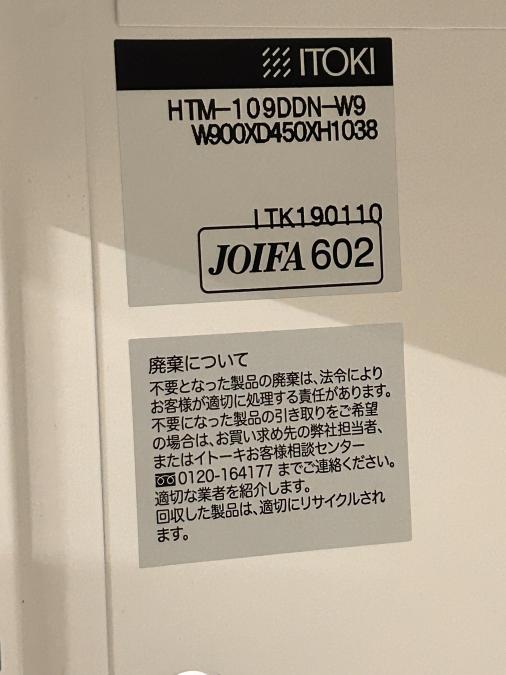 ITOKI
HTM-109DDN-W9
W900XD450XH1038
ITK190110
JOIFA 602
廃棄について
不要となった製品の廃棄は、法令により
お客様が適切に処理する責任があります。
不要になった製品の引き取りをご希望
の場合は、お買い求め先の弊社担当者、
またはイトーキお客様相談センター
0120-164177 までご連絡ください。
適切な業者を紹介します。
回収した製品は、適切にリサイクルされ
ます。